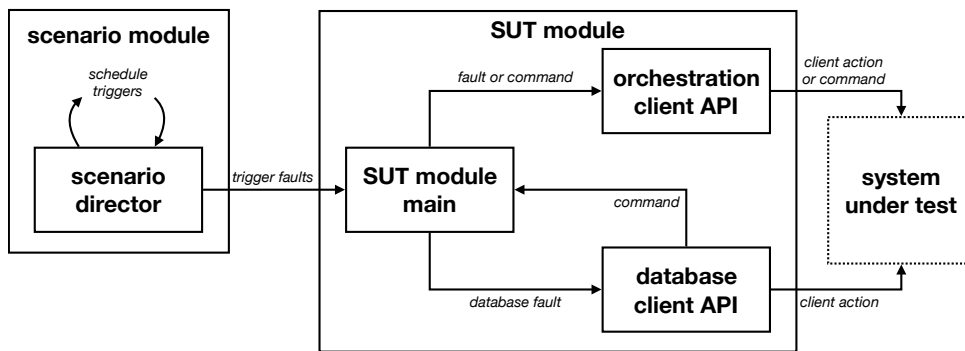 scenario module
schedule
triggers
scenario
director
trigger faults
SUT module
fault or command
orchestration
client API
client action
or command
SUT module
main
command
system
under test
database fault
database
client API
client action